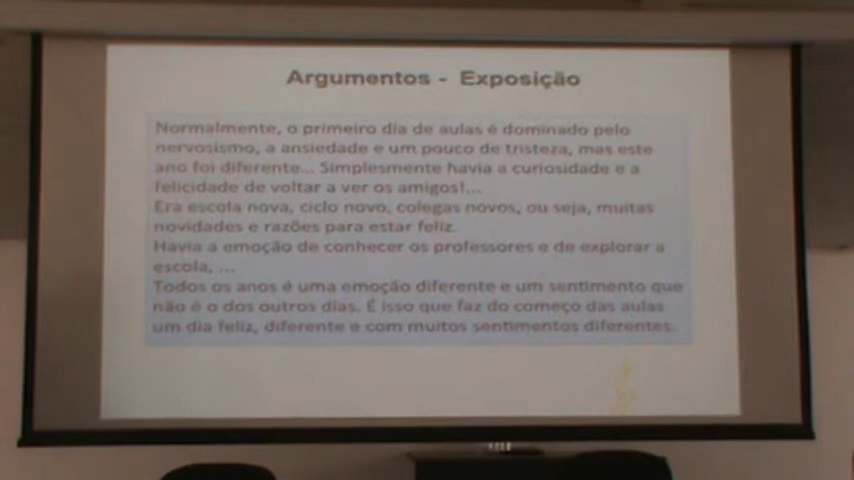 Argumentos - Exposição
Normalmente, o primeiro dia de aulas é dominado pelo
nervosismo, a ansiedade e um pouco de tristeza, mas este
ano foi diferente... Simplesmente havia a curiosidade e a
felicidade de voltar a ver os amigos!...
Era escola nova, ciclo novo, colegas novos, ou seja, muitas
novidades e razões para estar feliz.
Havia a emoção de conhecer os professores e de explorar a
escola, ...
Todos os anos é uma emoção diferente e um sentimento que
não é o dos outros dias. É isso que faz do começo das aulas
um dia feliz, diferente e com muitos sentimentos diferentes.